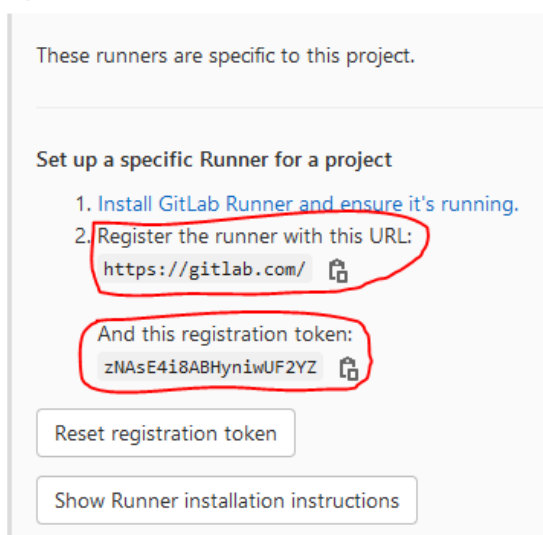 These runners are specific to this project.
Set up a specific Runner for a project
1. Install GitLab Runner and ensure it's running.
2. Register the runner with this URL:
https://gitlab.com/
And this registration token:
zNAsE4i8ABHyniwUF2YZ
Reset registration token
Show Runner installation instructions